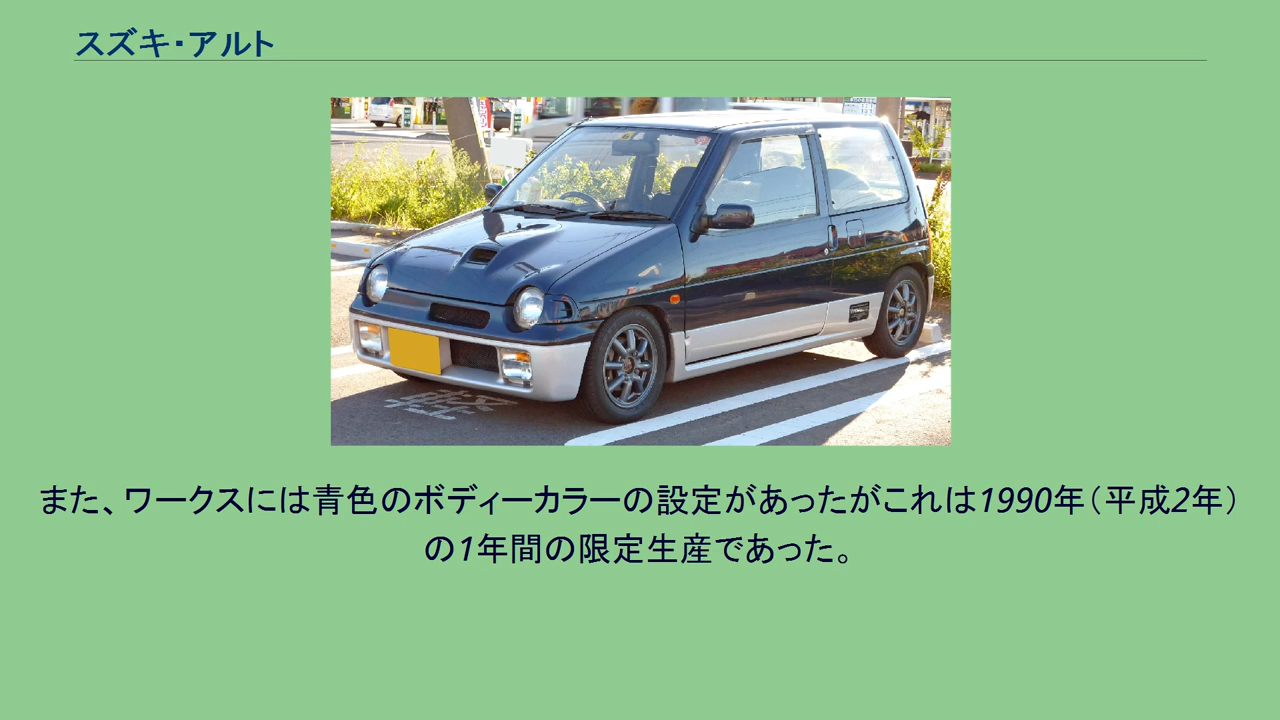 スズキ・アルト
軽
また、ワークスには青色のボディーカラーの設定があったがこれは1990年（平成2年）
の1年間の限定生産であった。